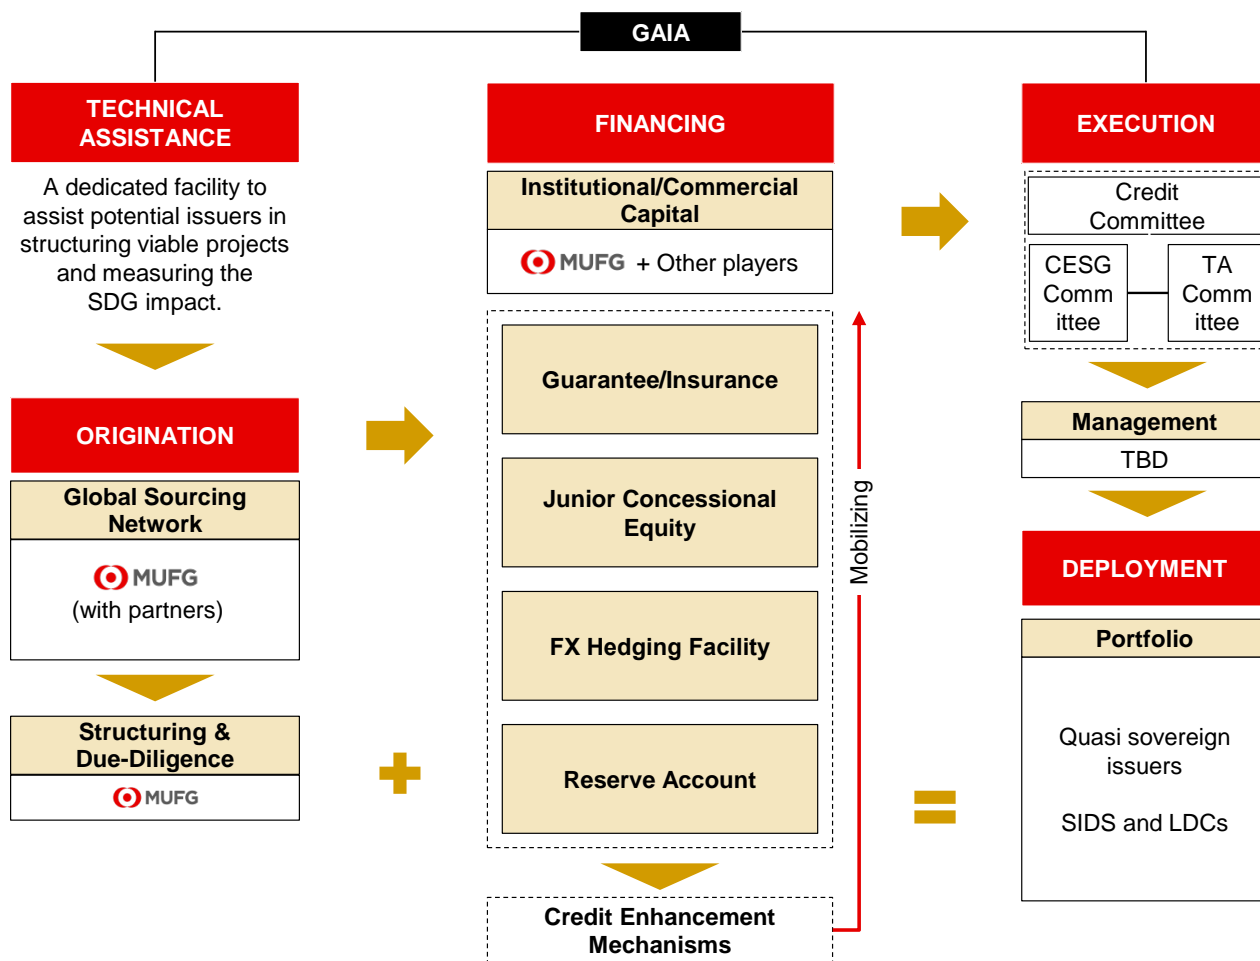 GAIA
TECHNICAL
ASSISTANCE
A dedicated facility to
assist potential issuers in
structuring viable projects
and measuring the
SDG impact.
ORIGINATION
Global Sourcing
Network
MUFG
(with partners)
Structuring &
Due-Diligence
MUFG
FINANCING
Institutional/Commercial
Capital
MUFG + Other players
Guarantee/Insurance
Junior Concessional
Equity
FX Hedging Facility
Reserve Account
Credit Enhancement
Mechanisms
Mobilizing
EXECUTION
Credit
Committee
CESG
Comm
ittee
TA
Comm
ittee
Management
TBD
DEPLOYMENT
Portfolio
Quasi sovereign
issuers
SIDS and LDCs